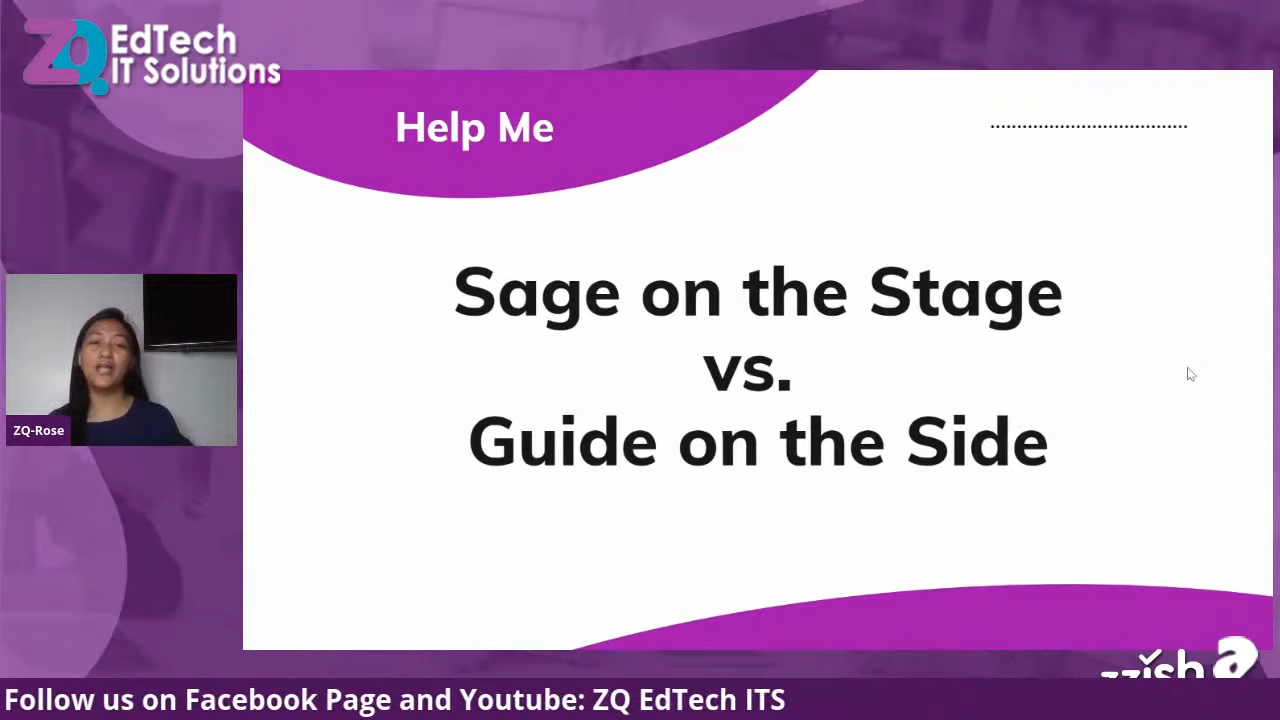 ZQ EdTech
IT Solutions
Help Me
Sage on the Stage
vs.
Guide on the Side
ZQ-Rose
zzish a
Follow us on Facebook Page and Youtube: ZQ EdTech ITS